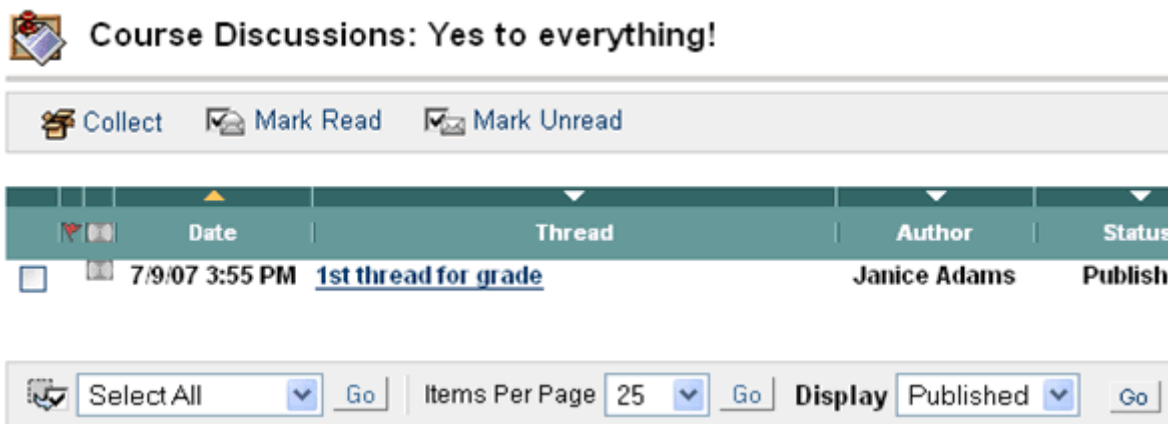 Course Discussions: Yes to everything!
Collect Mark Read Mark Unread
Date Thread Author Status
7/9/07 3:55 PM 1st thread for grade Janice Adams Publish
Select All Go Items Per Page 25 Go Display Published Go